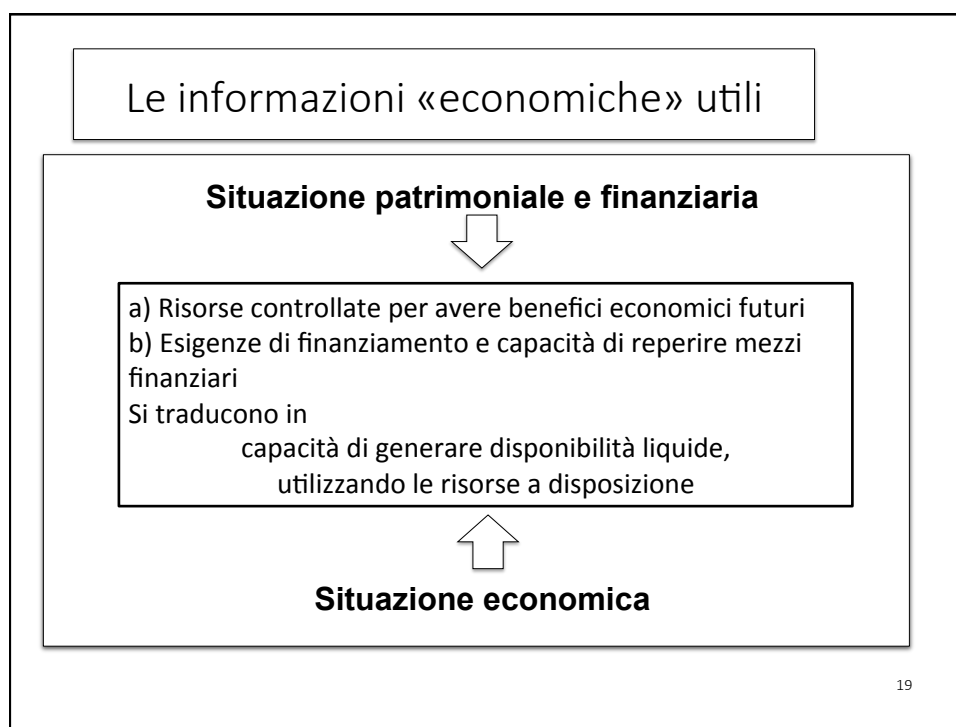 Le informazioni «economiche» utili
Situazione patrimoniale e finanziaria
a) Risorse controllate per avere benefici economici futuri
b) Esigenze di finanziamento e capacità di reperire mezzi
finanziari
Si traducono in
capacità di generare disponibilità liquide,
utilizzando le risorse a disposizione
Situazione economica
19